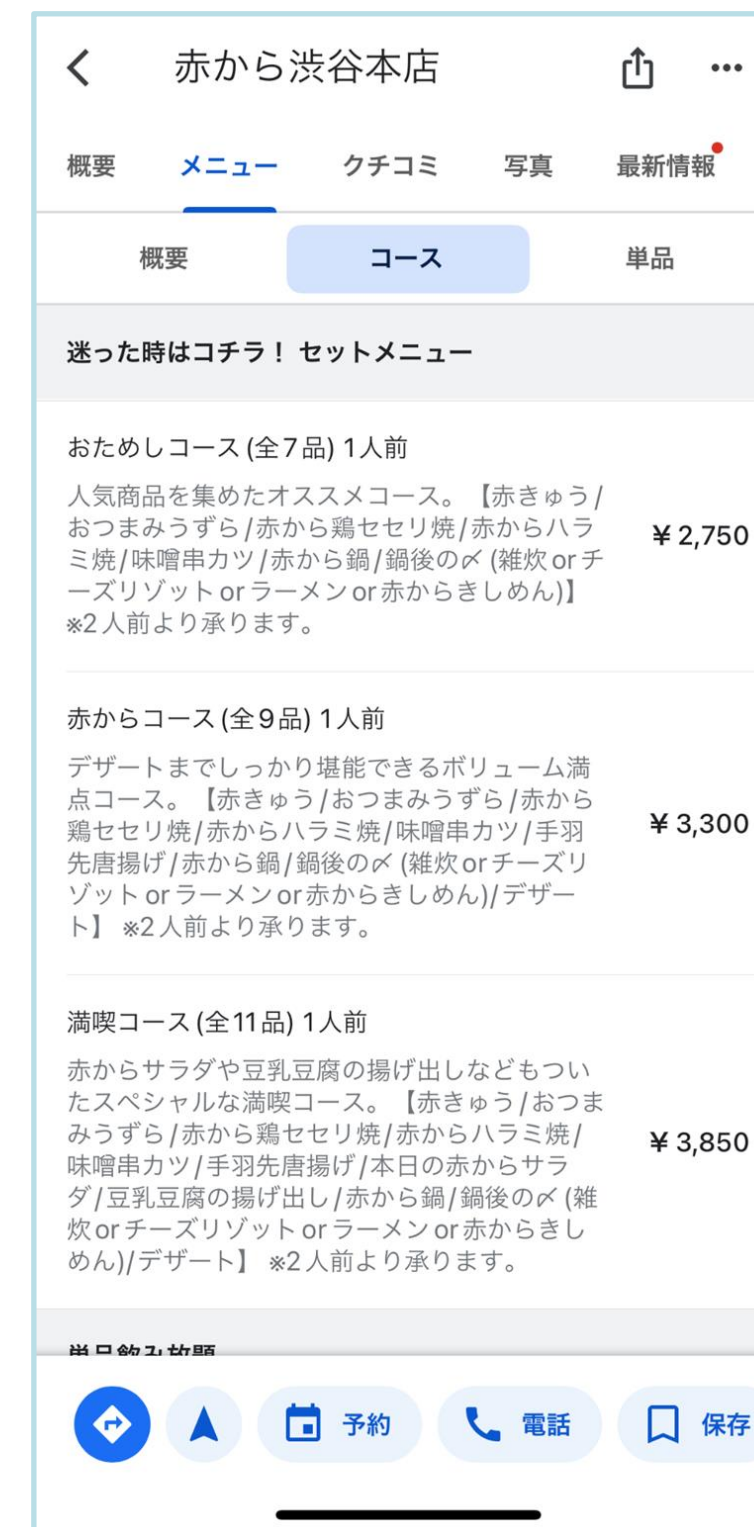 赤から渋谷本店
概要 メニュー クチコミ 写真 最新情報
概要 コース 単品
迷った時はコチラ！ セットメニュー
おためしコース (全7品) 1人前
人気商品を集めたオススメコース。【赤きゅう/
おつまみうずら/赤から鶏セセリ焼/赤からハラ
ミ焼/味噌串カツ/赤から鍋/鍋後の〆 (雑炊 or チ
ーズリゾット or ラーメン or 赤からきしめん)】
※2人前より承ります。
¥ 2,750
赤からコース (全9品) 1人前
デザートまでしっかり堪能できるボリューム満
点コース。【赤きゅう/おつまみうずら/赤から
鶏セセリ焼/赤からハラミ焼/味噌串カツ/手羽
先唐揚げ/赤から鍋/鍋後の〆 (雑炊 or チーズリ
ゾット or ラーメン or 赤からきしめん)/デザー
ト】 ※2人前より承ります。
¥ 3,300
満喫コース (全11品) 1人前
赤からサラダや豆乳豆腐の揚げ出しなどもつい
たスペシャルな満喫コース。【赤きゅう/おつま
みうずら/赤から鶏セセリ焼/赤からハラミ焼/
味噌串カツ/手羽先唐揚げ/本日の赤からサラ
ダ/豆乳豆腐の揚げ出し/赤から鍋/鍋後の〆 (雑
炊 or チーズリゾット or ラーメン or 赤からきし
めん)/デザート】 ※2人前より承ります。
¥ 3,850
単品飲み放題
予約 電話 保存